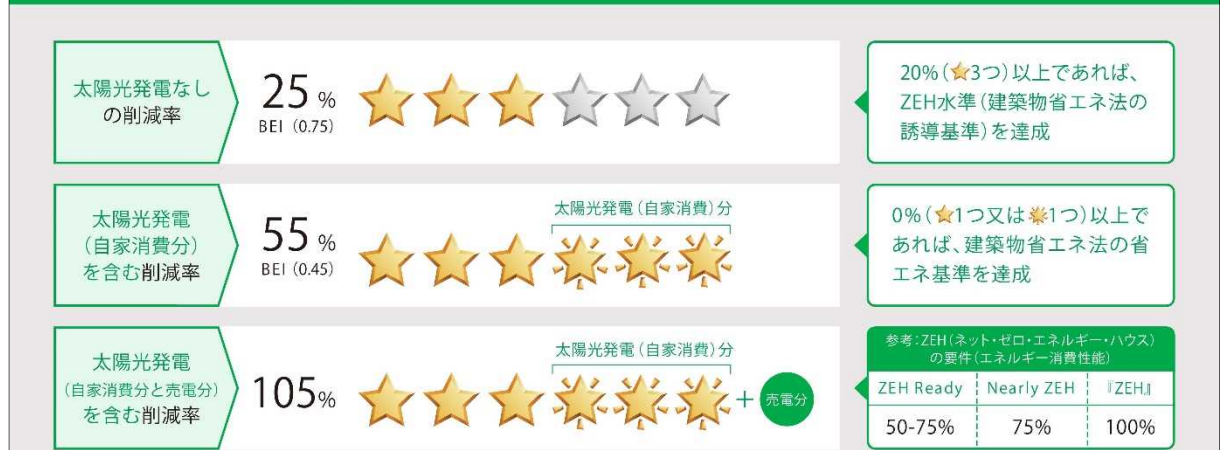 太陽光発電なし
の削減率
25 %
BEI (0.75)
20%(⭐3つ)以上であれば、
ZEH水準(建築物省エネ法の
誘導基準)を達成
太陽光発電
(自家消費分)
を含む削減率
55 %
BEI (0.45)
太陽光発電(自家消費)分
0%(⭐1つ又は🌟1つ)以上で
あれば、建築物省エネ法の省
エネ基準を達成
太陽光発電
(自家消費分と売電分)
を含む削減率
105%
太陽光発電(自家消費)分
+ 売電分
参考:ZEH(ネット・ゼロ・エネルギー・ハウス)
の要件(エネルギー消費性能)
ZEH Ready Nearly ZEH 『ZEH』
50-75% 75% 100%